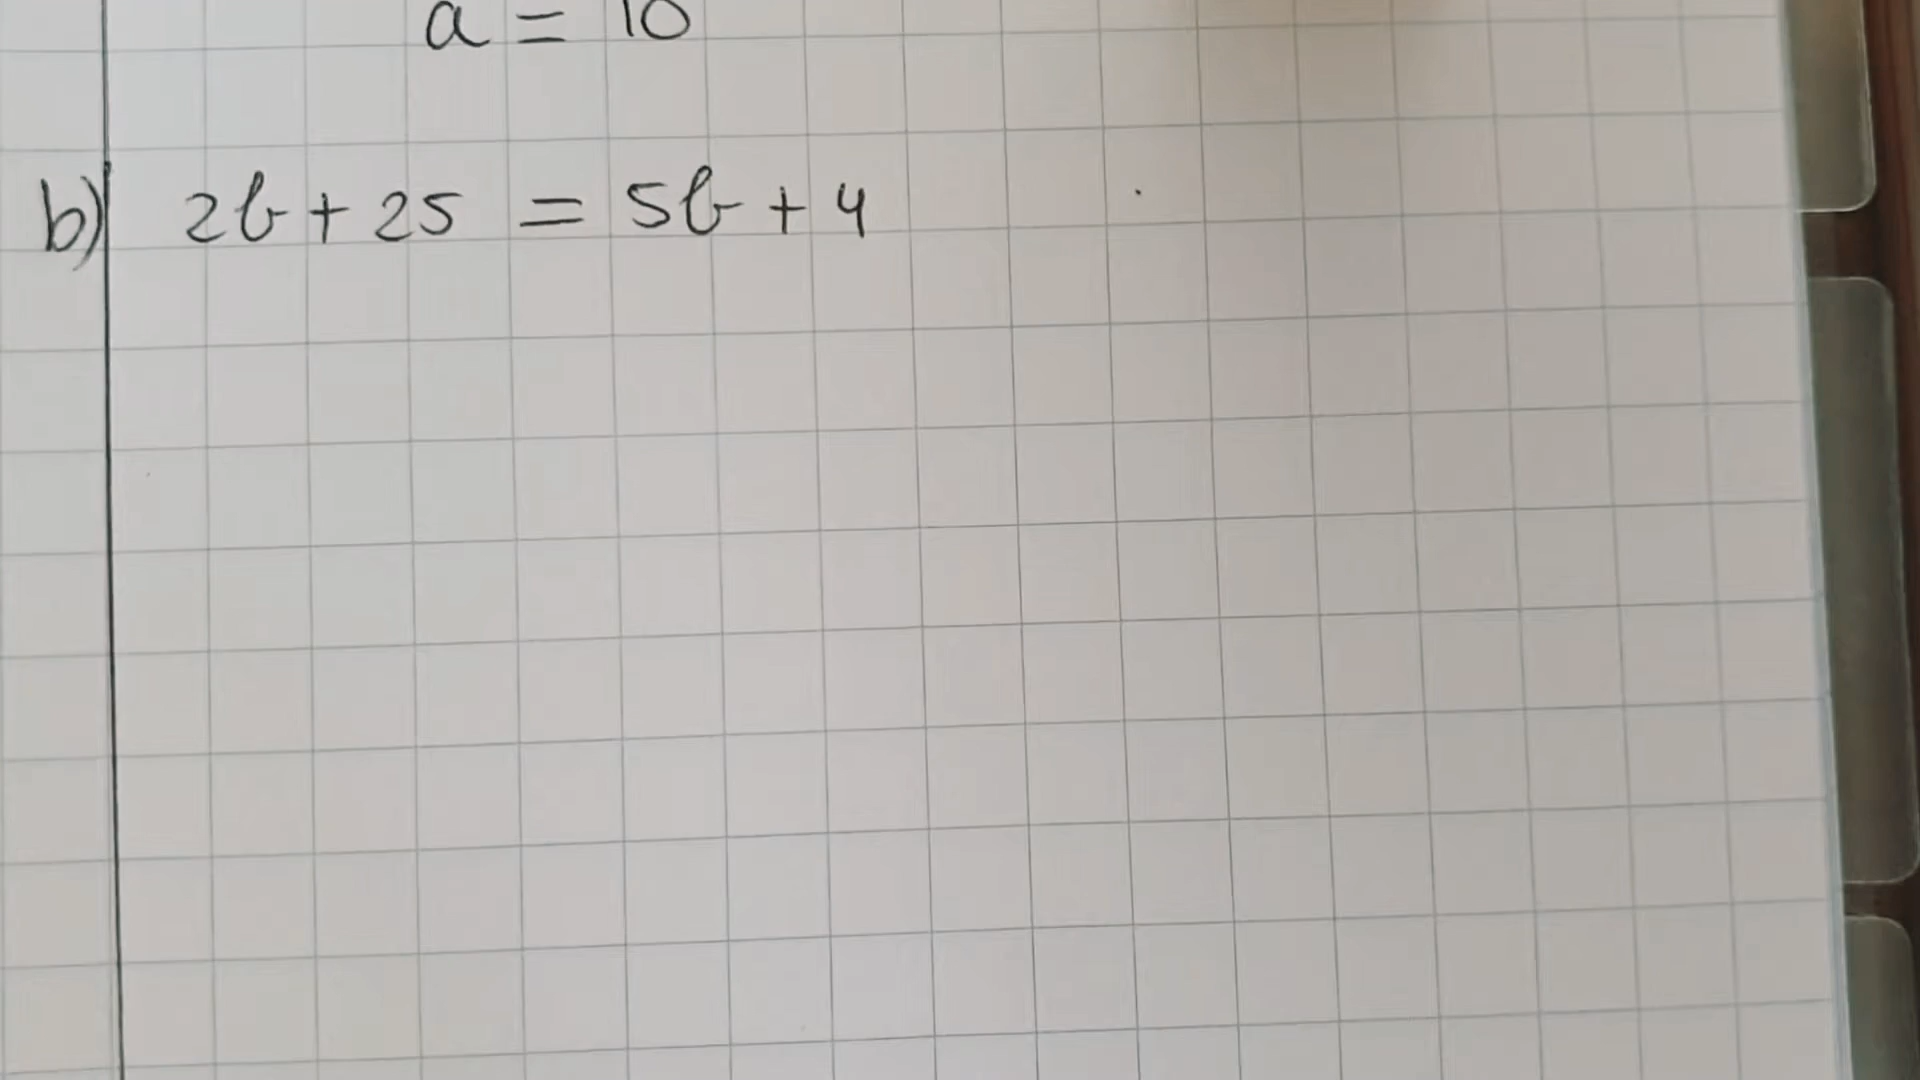 a = 10
b) 2b + 25 = 5b + 4